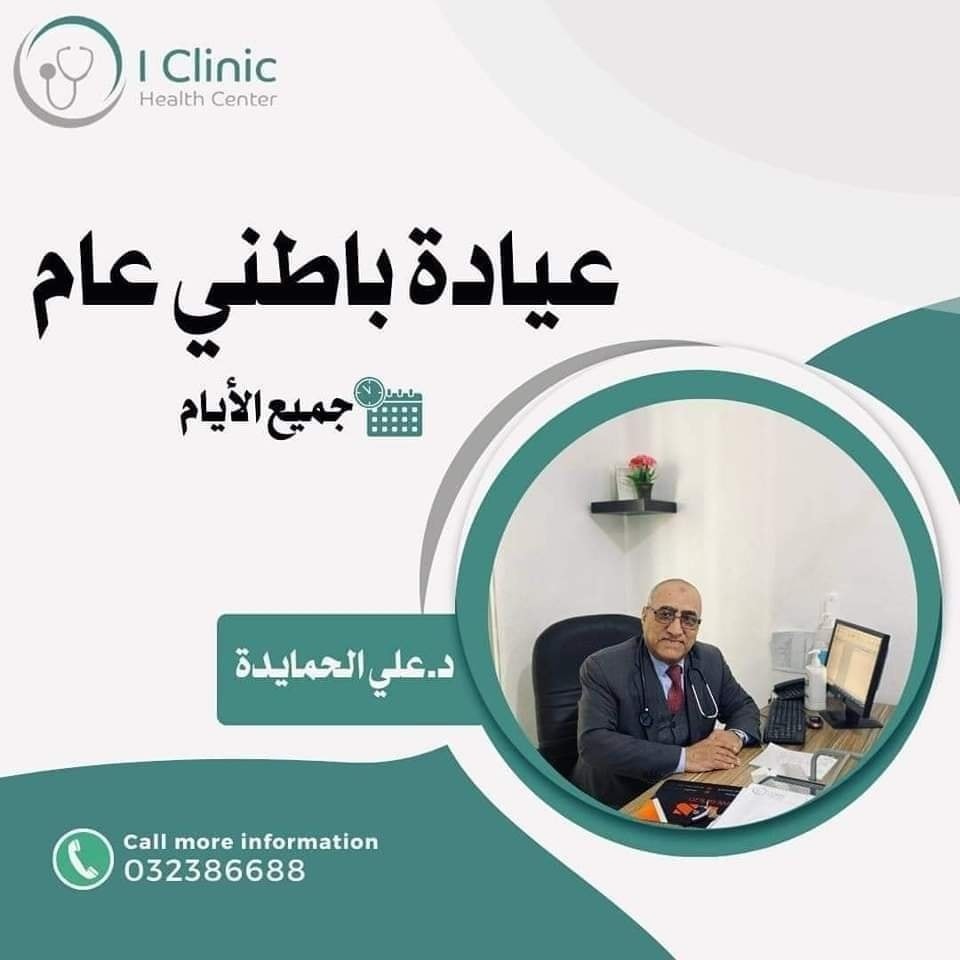 I Clinic
Health Center
عيادة باطني عام
جميع الأيام
د.علي الحمايدة
Call more information
032386688